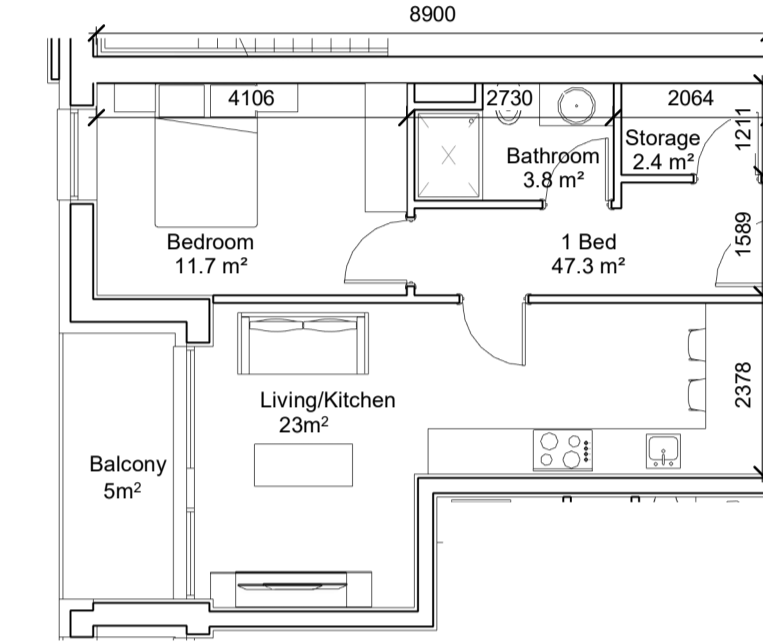 8900
4106
2730
2064
1211
Storage
2.4 m²
Bathroom
3.8 m²
Bedroom
11.7 m²
1 Bed
47.3 m²
1589
Living/Kitchen
23m²
2378
Balcony
5m²